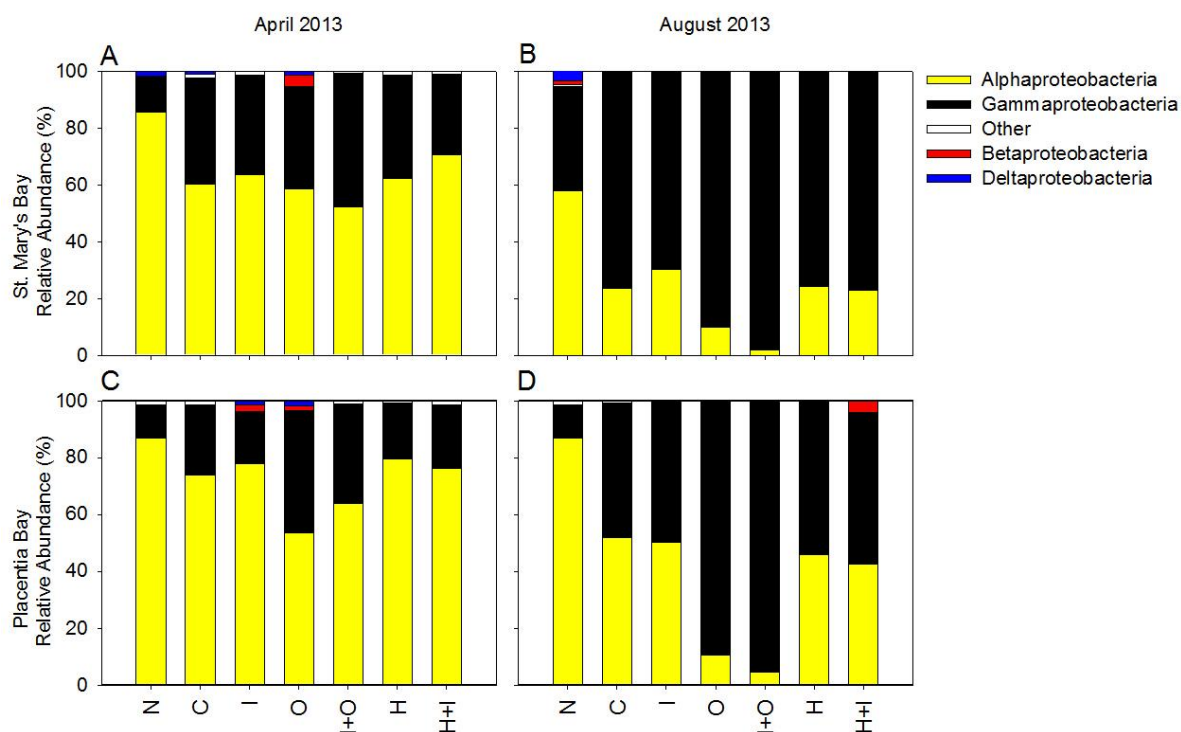 April 2013
August 2013
A
B
St. Mary's Bay
Relative Abundance (%)
100
80
60
40
20
0
Alphaproteobacteria
Gammaproteobacteria
Other
Betaproteobacteria
Deltaproteobacteria
C
D
Placentia Bay
Relative Abundance (%)
100
80
60
40
20
0
N
C
I
O
I+O
H
H+I
N
C
I
O
I+O
H
H+I